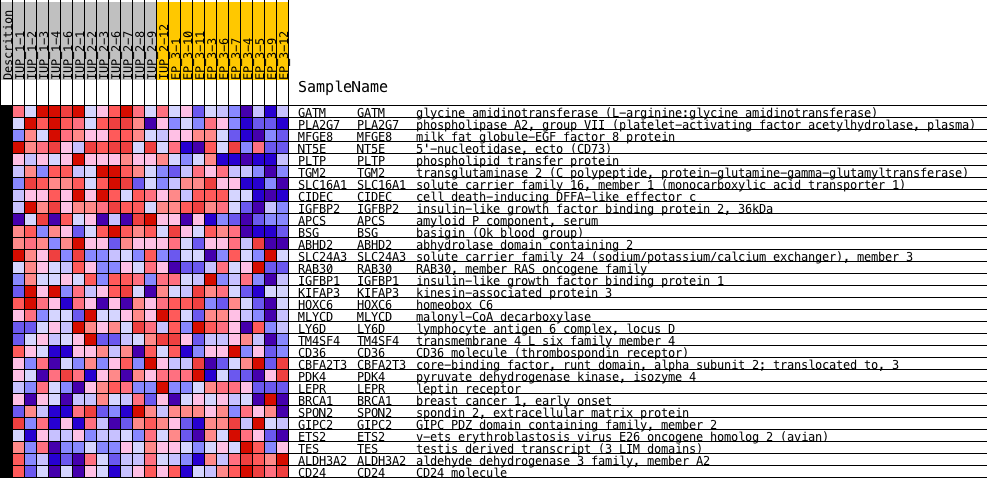 Descrition
IUP_1-1
IUP_1-2
IUP_1-3
IUP_1-4
IUP_1-6
IUP_2-1
IUP_2-2
IUP_2-3
IUP_2-6
IUP_2-7
IUP_2-8
IUP_2-9
IUP_2-12
EP_3-1
EP_3-10
EP_3-11
EP_3-3
EP_3-6
EP_3-7
EP_3-4
EP_3-5
EP_3-9
EP_3-12
SampleName
GATM GATM glycine amidinotransferase (L-arginine:glycine amidinotransferase)
PLA2G7 PLA2G7 phospholipase A2, group VII (platelet-activating factor acetylhydrolase, plasma)
MFGE8 MFGE8 milk fat globule-EGF factor 8 protein
NT5E NT5E 5'-nucleotidase, ecto (CD73)
PLTP PLTP phospholipid transfer protein
TGM2 TGM2 transglutaminase 2 (C polypeptide, protein-glutamine-gamma-glutamyltransferase)
SLC16A1 SLC16A1 solute carrier family 16, member 1 (monocarboxylic acid transporter 1)
CIDEC CIDEC cell death-inducing DFFA-like effector c
IGFBP2 IGFBP2 insulin-like growth factor binding protein 2, 36kDa
APCS APCS amyloid P component, serum
BSG BSG basigin (Ok blood group)
ABHD2 ABHD2 abhydrolase domain containing 2
SLC24A3 SLC24A3 solute carrier family 24 (sodium/potassium/calcium exchanger), member 3
RAB30 RAB30 RAB30, member RAS oncogene family
IGFBP1 IGFBP1 insulin-like growth factor binding protein 1
KIFAP3 KIFAP3 kinesin-associated protein 3
HOXC6 HOXC6 homeobox C6
MLYCD MLYCD malonyl-CoA decarboxylase
LY6D LY6D lymphocyte antigen 6 complex, locus D
TM4SF4 TM4SF4 transmembrane 4 L six family member 4
CD36 CD36 CD36 molecule (thrombospondin receptor)
CBFA2T3 CBFA2T3 core-binding factor, runt domain, alpha subunit 2; translocated to, 3
PDK4 PDK4 pyruvate dehydrogenase kinase, isozyme 4
LEPR LEPR leptin receptor
BRCA1 BRCA1 breast cancer 1, early onset
SPON2 SPON2 spondin 2, extracellular matrix protein
GIPC2 GIPC2 GIPC PDZ domain containing family, member 2
ETS2 ETS2 v-ets erythroblastosis virus E26 oncogene homolog 2 (avian)
TES TES testis derived transcript (3 LIM domains)
ALDH3A2 ALDH3A2 aldehyde dehydrogenase 3 family, member A2
CD24 CD24 CD24 molecule